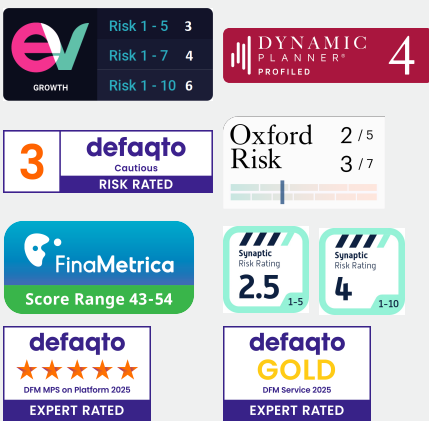 ev
GROWTH
Risk 1 - 5 3
Risk 1 - 7 4
Risk 1 - 10 6
DYNAMIC
PLANNER®
PROFILED
4
3
defaqto
Cautious
RISK RATED
Oxford
Risk
2 / 5
3 / 7
FinaMetrica
Score Range 43-54
Synaptic
Risk Rating
2.5
1-5
Synaptic
Risk Rating
4
1-10
defaqto
DFM MPS on Platform 2025
EXPERT RATED
defaqto
GOLD
DFM Service 2025
EXPERT RATED